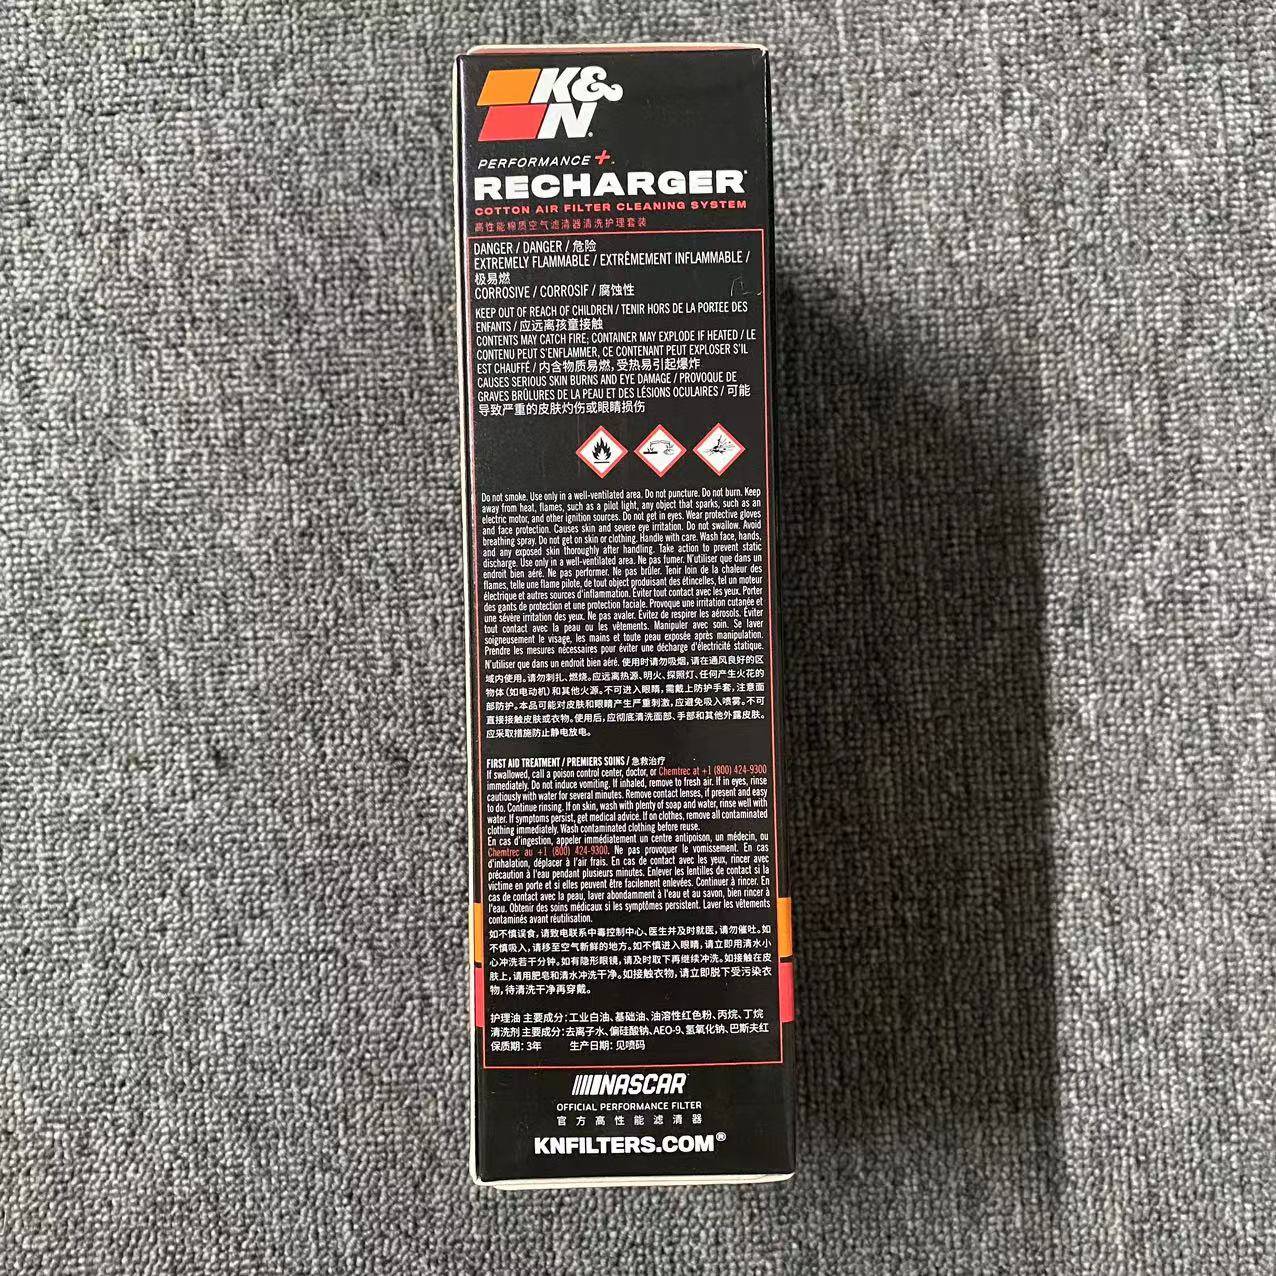 K&
N®
PERFORMANCE +™
RECHARGER®
COTTON AIR FILTER CLEANING SYSTEM
高性能棉质空气滤清器清洗护理套装
DANGER / DANGER / 危险
EXTREMELY FLAMMABLE / EXTRÊMEMENT INFLAMMABLE /
极易燃
CORROSIVE / CORROSIF / 腐蚀性
KEEP OUT OF REACH OF CHILDREN / TENIR HORS DE LA PORTEE DES
ENFANTS / 应远离孩童接触
CONTENTS MAY CATCH FIRE; CONTAINER MAY EXPLODE IF HEATED / LE
CONTENU PEUT S'ENFLAMMER, CE CONTENANT PEUT EXPLOSER S'IL
EST CHAUFFÉ / 内含物质易燃,受热易引起爆炸
CAUSES SERIOUS SKIN BURNS AND EYE DAMAGE / PROVOQUE DE
GRAVES BRÛLURES DE LA PEAU ET DES LÉSIONS OCULAIRES / 可能
导致严重的皮肤灼伤或眼睛损伤
Do not smoke. Use only in a well-ventilated area. Do not puncture. Do not burn. Keep
away from heat, flames, such as a pilot light, any object that sparks, such as an
electric motor, and other ignition sources. Do not get in eyes. Wear protective gloves
and face protection. Causes skin and severe eye irritation. Do not swallow. Avoid
breathing spray. Do not get on skin or clothing. Handle with care. Wash face, hands,
and any exposed skin thoroughly after handling. Take action to prevent static
discharge. Use only in a well-ventilated area. Ne pas fumer. N'utiliser que dans un
endroit bien aéré. Ne pas performer. Ne pas brûler. Tenir loin de la chaleur des
flames, telle une flame pilote, de tout object produisant des étincelles, tel un moteur
électrique et autres sources d'inflammation. Éviter tout contact avec les yeux. Porter
des gants de protection et une protection faciale. Provoque une irritation cutanée et
une sévère irritation des yeux. Ne pas avaler. Evitez de respirer les aérosols. Éviter
tout contact avec la peau ou les vêtements. Manipuler avec soin. Se laver
soigneusement le visage, les mains et toute peau exposée après manipulation.
Prendre les mesures nécessaires pour éviter une décharge d'électricité statique.
N'utiliser que dans un endroit bien aéré. 使用时请勿吸烟,请在通风良好的区
域内使用。请勿刺扎、燃烧。应远离热源、明火、探照灯、任何产生火花的
物体(如电动机)和其他火源。不可进入眼睛,需戴上防护手套,注意面
部防护。本品可能对皮肤和眼睛产生严重刺激,应避免吸入喷雾。不可
直接接触皮肤或衣物。使用后,应彻底清洗面部、手部和其他外露皮肤。
应采取措施防止静电放电。
FIRST AID TREATMENT / PREMIERS SOINS / 急救治疗
If swallowed, call a poison control center, doctor, or Chemtrec at +1 (800) 424-9300
immediately. Do not induce vomiting. If inhaled, remove to fresh air. If in eyes, rinse
cautiously with water for several minutes. Remove contact lenses, if present and easy
to do. Continue rinsing. If on skin, wash with plenty of soap and water, rinse well with
water. If symptoms persist, get medical advice. If on clothes, remove all contaminated
clothing immediately. Wash contaminated clothing before reuse.
En cas d'ingestion, appeler immédiatement un centre antipoison, un médecin, ou
Chemtrec au +1 (800) 424-9300. Ne pas provoquer le vomissement. En cas
d'inhalation, déplacer à l'air frais. En cas de contact avec les yeux, rincer avec
précaution à l'eau pendant plusieurs minutes. Enlever les lentilles de contact si la
victime en porte et si elles peuvent être facilement enlevées. Continuer à rincer. En
cas de contact avec la peau, laver abondamment à l'eau et au savon, bien rincer à
l'eau. Obtenir des soins médicaux si les symptômes persistent. Laver les vêtements
contaminés avant réutilisation.
如不慎误食,请致电联系中毒控制中心、医生并及时就医,请勿催吐。如
不慎吸入,请移至空气新鲜的地方。如不慎进入眼睛,请立即用清水小
心冲洗若干分钟。如有隐形眼镜,请及时取下再继续冲洗。如接触在皮
肤上,请用肥皂和清水冲洗干净。如接触衣物,请立即脱下受污染衣
物,待清洗干净再穿戴。
护理油 主要成分:工业白油、基础油、油溶性红色粉、丙烷、丁烷
清洗剂 主要成分:去离子水、偏硅酸钠、AEO-9、氢氧化钠、巴斯夫红
保质期: 3年 生产日期: 见喷码
NASCAR
OFFICIAL PERFORMANCE FILTER
官方高性能滤清器
KNFILTERS.COM®